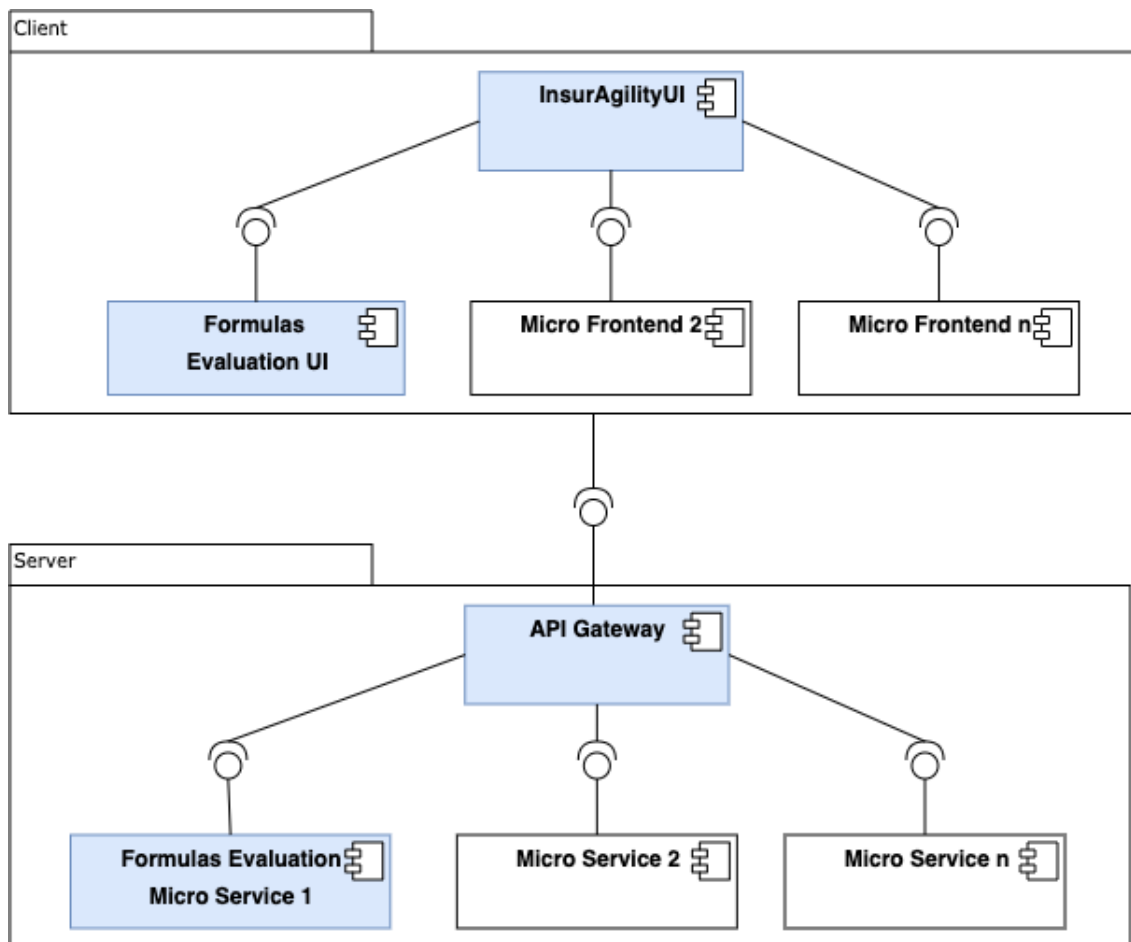 Client
InsurAgilityUI
Formulas
Evaluation UI
Micro Frontend 2
Micro Frontend n
Server
API Gateway
Formulas Evaluation
Micro Service 1
Micro Service 2
Micro Service n